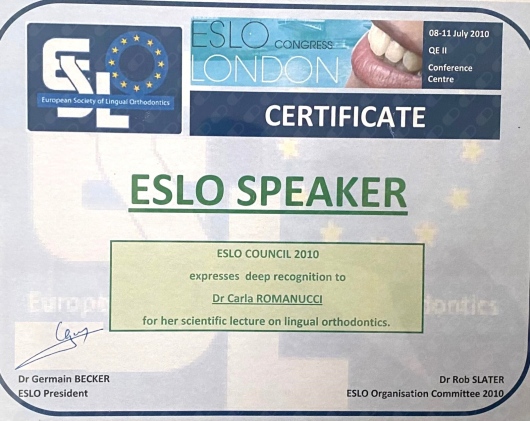 ESLO CONGRESS
LONDON
08-11 July 2010
QE II
Conference
Centre
European Society of Lingual Orthodontics
CERTIFICATE
ESLO SPEAKER
ESLO COUNCIL 2010
expresses deep recognition to
Dr Carla ROMANUCCI
for her scientific lecture on lingual orthodontics.
Dr Germain BECKER
ESLO President
Dr Rob SLATER
ESLO Organisation Committee 2010